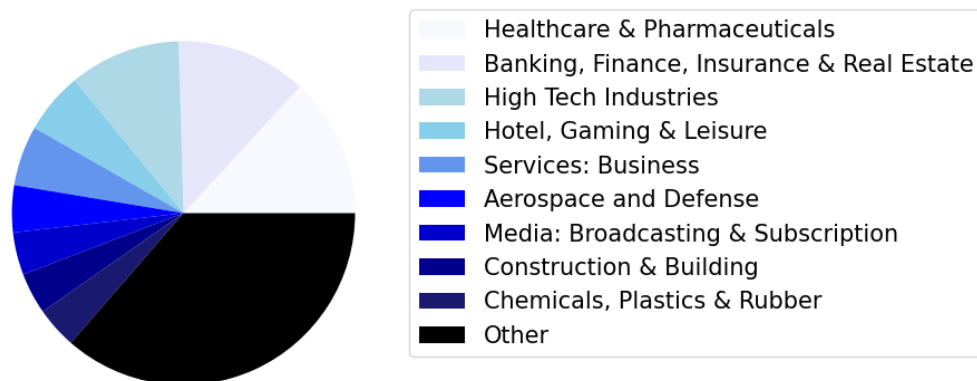 Healthcare & Pharmaceuticals
Banking, Finance, Insurance & Real Estate
High Tech Industries
Hotel, Gaming & Leisure
Services: Business
Aerospace and Defense
Media: Broadcasting & Subscription
Construction & Building
Chemicals, Plastics & Rubber
Other